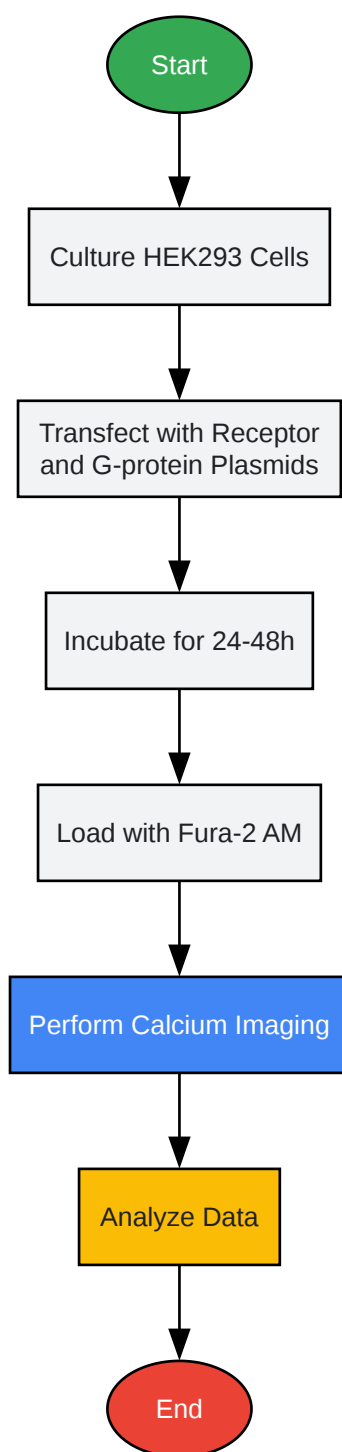 Start
Culture HEK293 Cells
Transfect with Receptor
and G-protein Plasmids
Incubate for 24-48h
Load with Fura-2 AM
Perform Calcium Imaging
Analyze Data
End